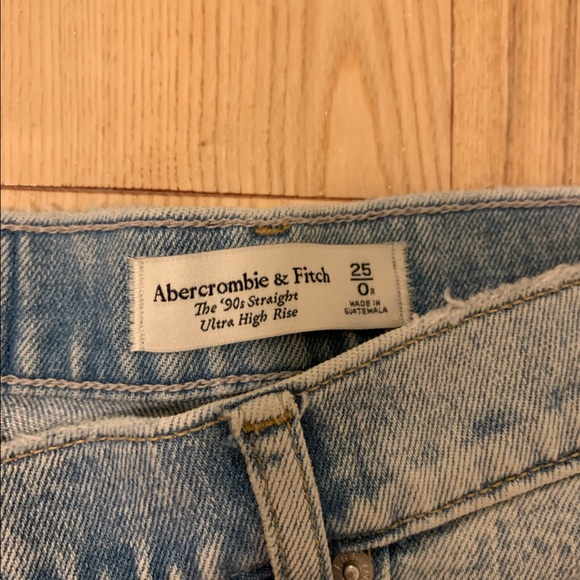 Abercrombie & Fitch
The '90s Straight
Ultra High Rise
25
0R
MADE IN
GUATEMALA